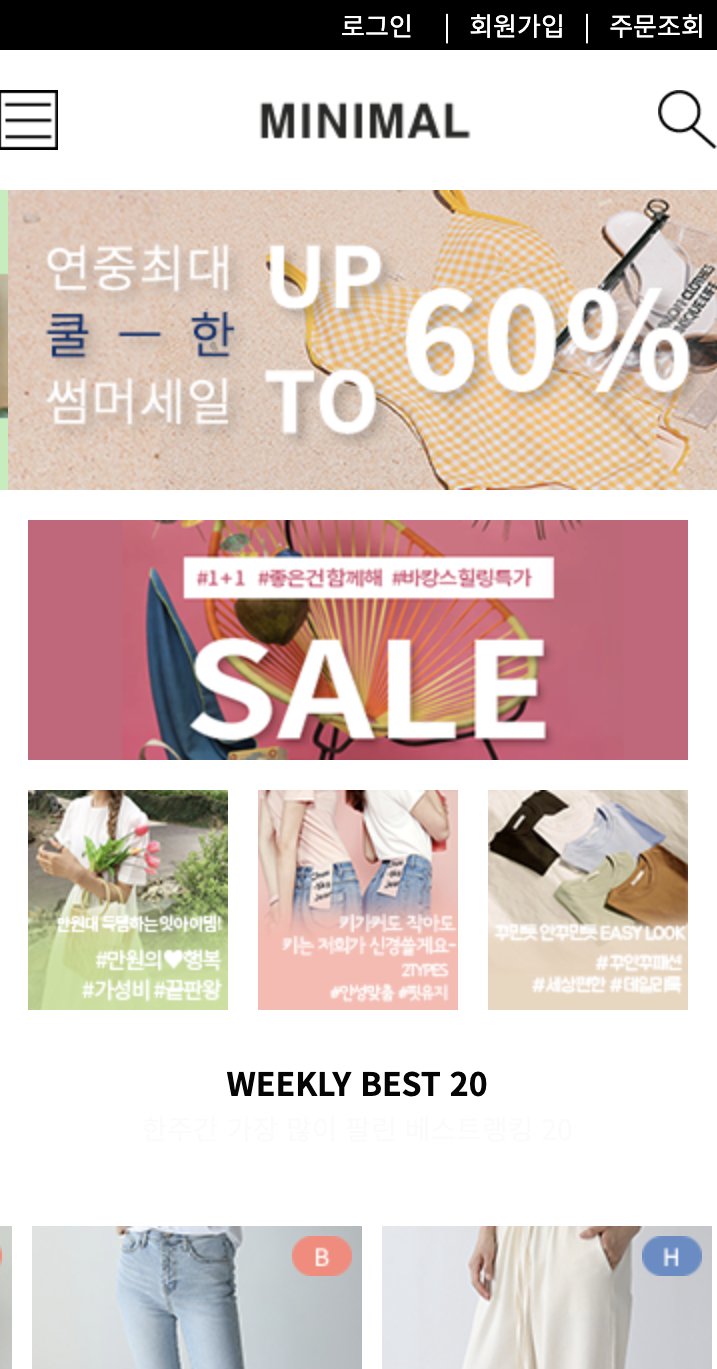 로그인 | 회원가입 | 주문조회
MINIMAL
연중최대
쿨 ㅡ 한
썸머세일
UP
TO
60%
#1+1 #좋은건함께해 #바캉스힐링특가
SALE
만원대 득템하는잇아이템!
#만원의♥행복
#가성비 #끝판왕
키가커도 작아도
키는 저희가 신경쓸게요~
2TYPES
#안성맞춤 #핏유지
꾸민듯 안꾸민듯 EASY LOOK
#꾸안꾸패션
#세상편한 #데일리룩
WEEKLY BEST 20
한주간 가장 많이 팔린 베스트랭킹 20
B
H